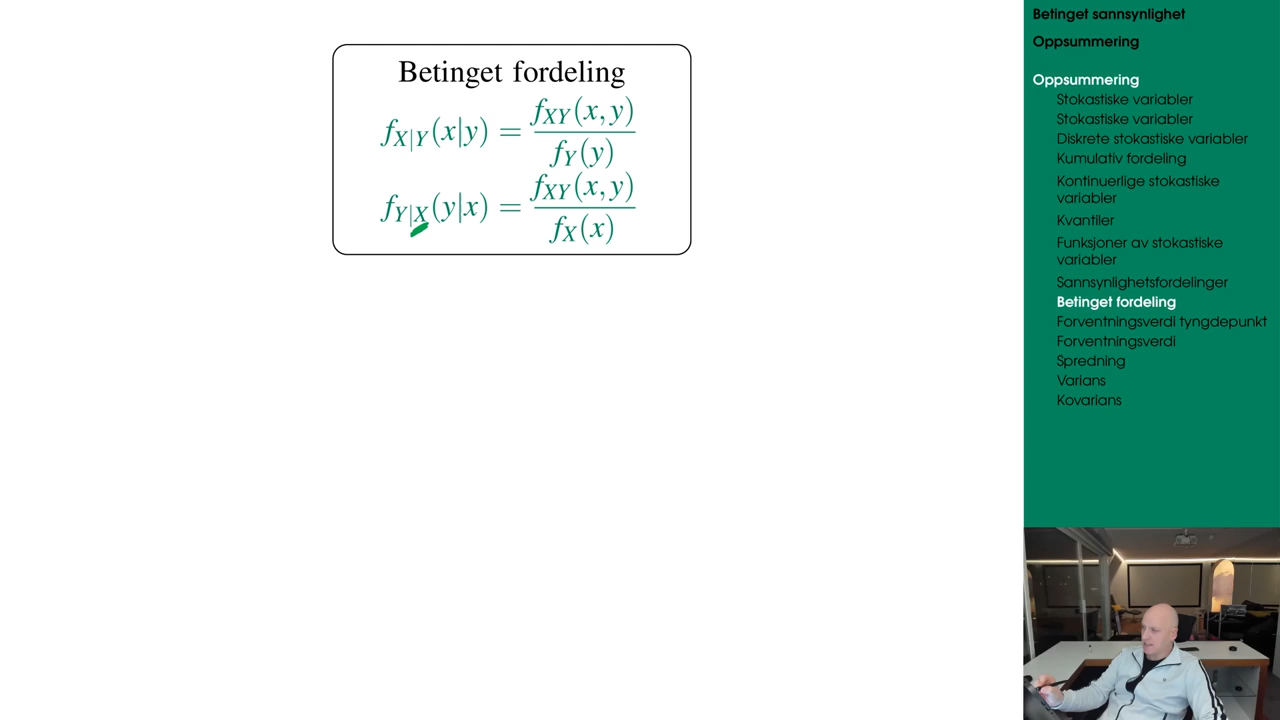 Betinget fordeling
f_{X|Y}(x|y) = \frac{f_{XY}(x, y)}{f_Y(y)}
f_{Y|X}(y|x) = \frac{f_{XY}(x, y)}{f_X(x)}
Betinget sannsynlighet
Oppsummering
Oppsummering
Stokastiske variabler
Stokastiske variabler
Diskrete stokastiske variabler
Kumulativ fordeling
Kontinuerlige stokastiske
variabler
Kvantiler
Funksjoner av stokastiske
variabler
Sannsynlighetsfordelinger
Betinget fordeling
Forventningsverdi tyngdepunkt
Forventningsverdi
Spredning
Varians
Kovarians